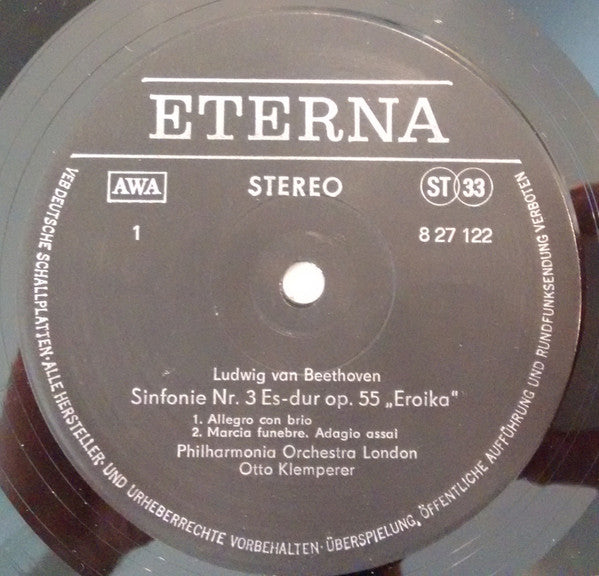 ETERNA
AWA STEREO ST 33
1 8 27 122
Ludwig van Beethoven
Sinfonie Nr. 3 Es-dur op. 55 „Eroika“
1. Allegro con brio
2. Marcia funebre. Adagio assai
Philharmonia Orchestra London
Otto Klemperer
VEB DEUTSCHE SCHALLPLATTEN · ALLE HERSTELLER- UND URHEBERRECHTE VORBEHALTEN · ÜBERSPIELUNG, ÖFFENTLICHE AUFFÜHRUNG UND RUNDFUNKSENDUNG VERBOTEN